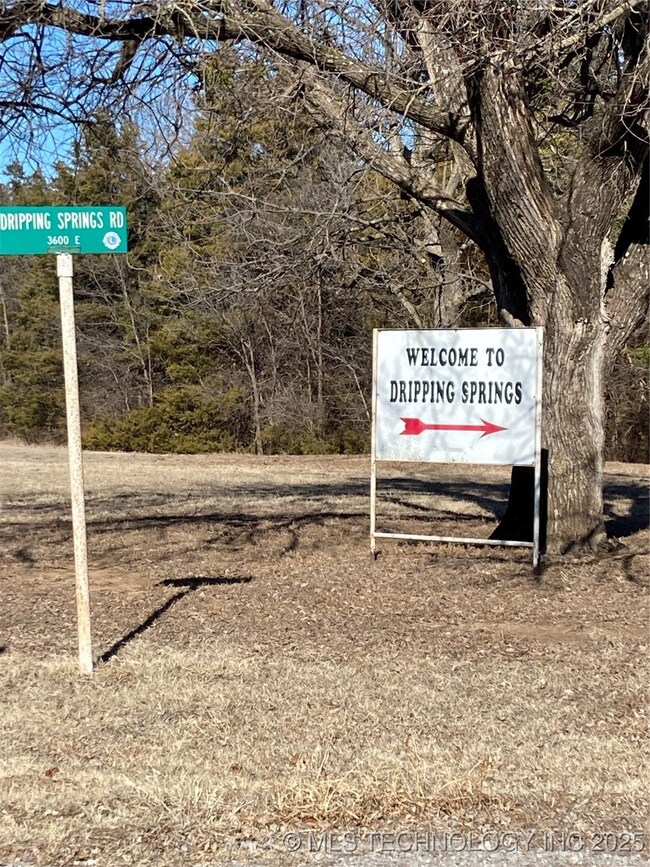 DRIPPING SPRINGS RD
3600 E
WELCOME TO
DRIPPING SPRINGS
© MLS TECHNOLOGY INC 2025